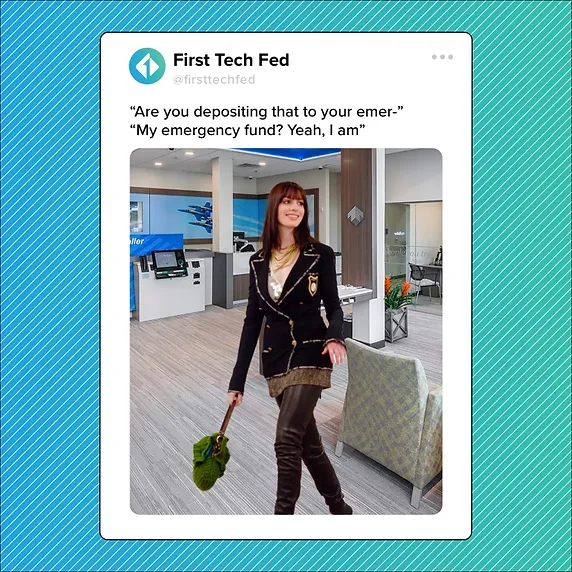 First Tech Fed
@firsttechfed
“Are you depositing that to your emer-”
“My emergency fund? Yeah, I am”